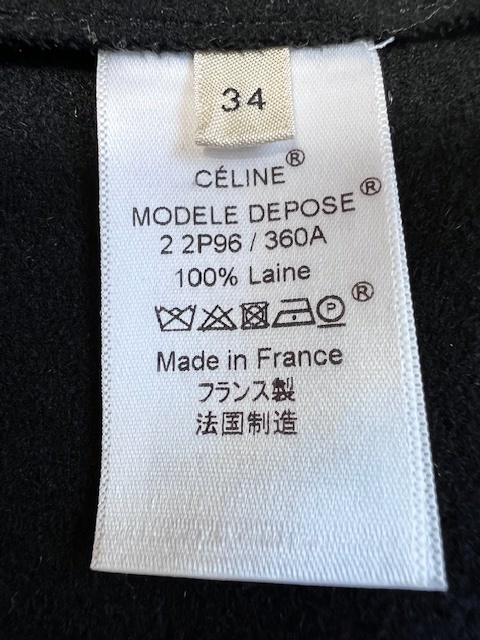 34
CÉLINE®
MODELE DEPOSE®
2 2P96 / 360A
100% Laine
P ®
Made in France
フランス製
法国制造